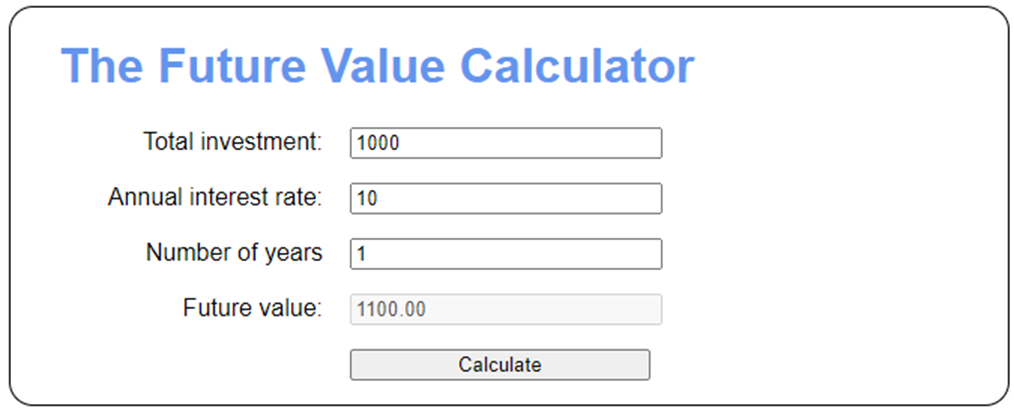 The Future Value Calculator
Total investment: 1000
Annual interest rate: 10
Number of years 1
Future value: 1100.00
Calculate